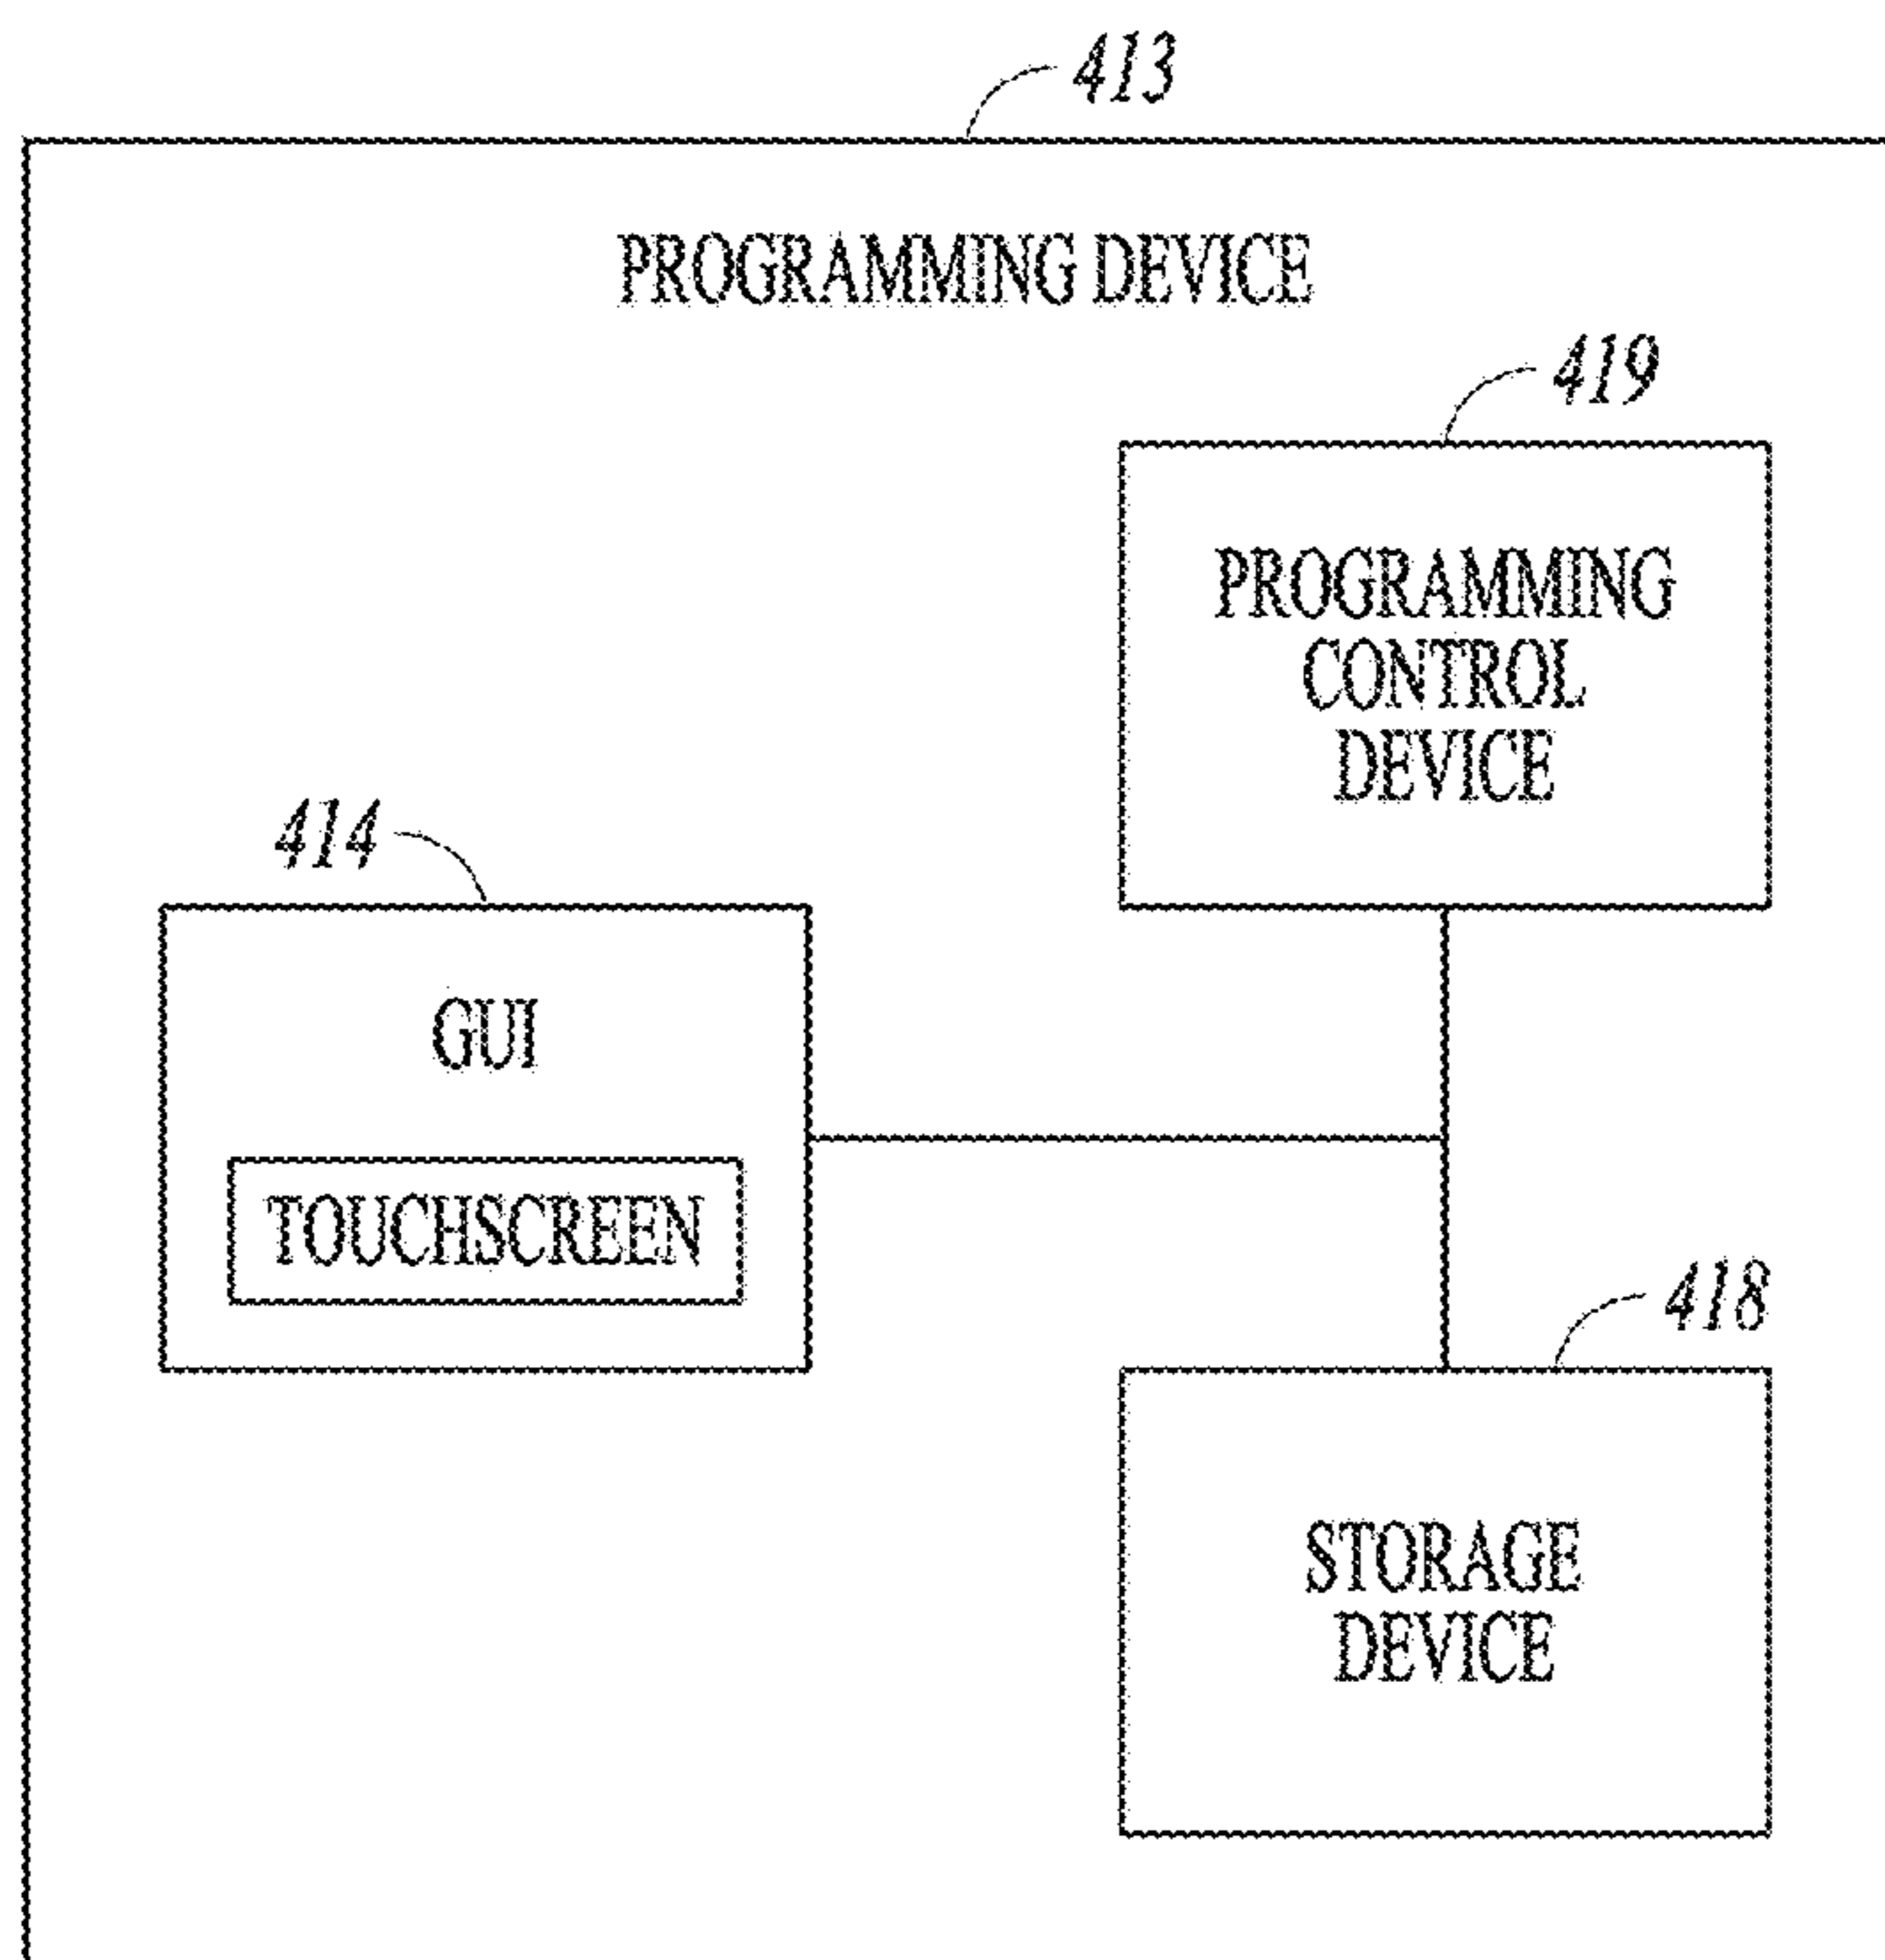 413
PROGRAMMING DEVICE
419
PROGRAMMING
CONTROL
DEVICE
414
GUI
TOUCHSCREEN
418
STORAGE
DEVICE